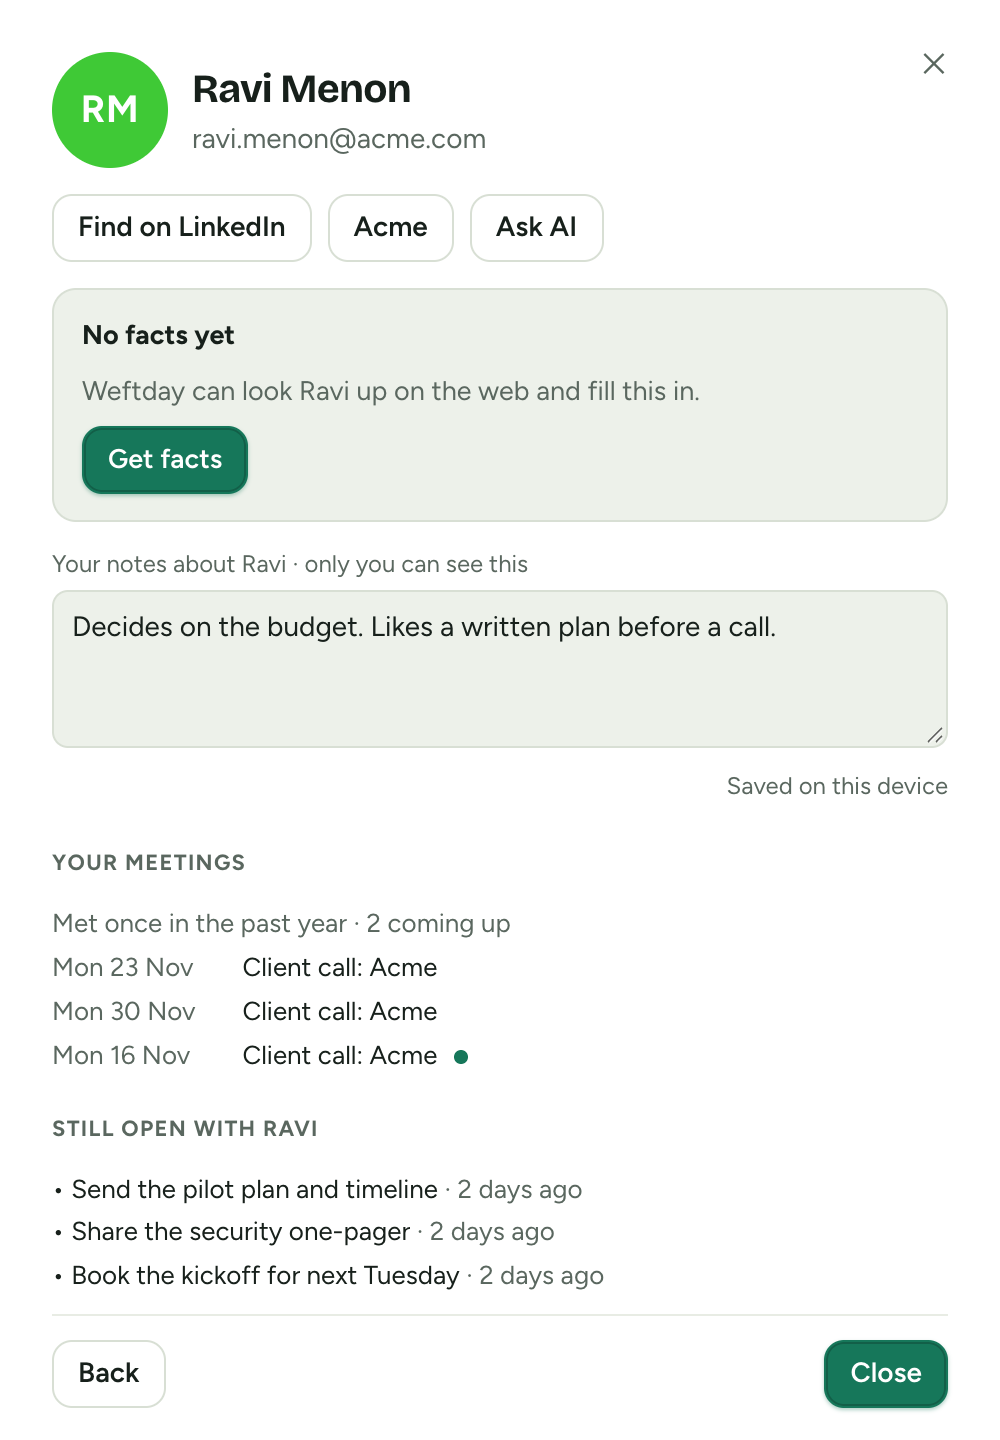 RM
Ravi Menon
ravi.menon@acme.com
Find on LinkedIn
Acme
Ask AI
No facts yet
Weftday can look Ravi up on the web and fill this in.
Get facts
Your notes about Ravi · only you can see this
Decides on the budget. Likes a written plan before a call.
Saved on this device
YOUR MEETINGS
Met once in the past year · 2 coming up
Mon 23 Nov Client call: Acme
Mon 30 Nov Client call: Acme
Mon 16 Nov Client call: Acme
STILL OPEN WITH RAVI
• Send the pilot plan and timeline · 2 days ago
• Share the security one-pager · 2 days ago
• Book the kickoff for next Tuesday · 2 days ago
Back
Close